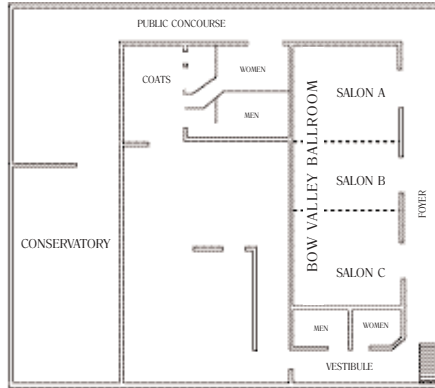 PUBLIC CONCOURSE
COATS
WOMEN
MEN
SALON A
SALON B
SALON C
BOW VALLEY BALLROOM
FOYER
CONSERVATORY
MEN
WOMEN
VESTIBULE